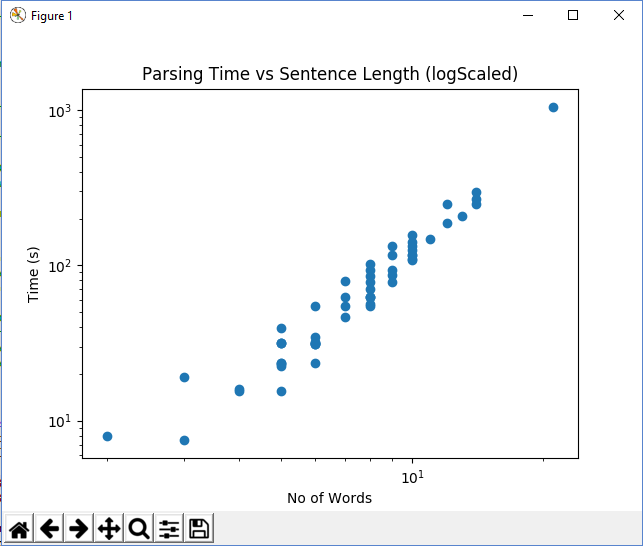 Figure 1
Parsing Time vs Sentence Length (logScaled)
10³
10²
10¹
Time (s)
10¹
No of Words